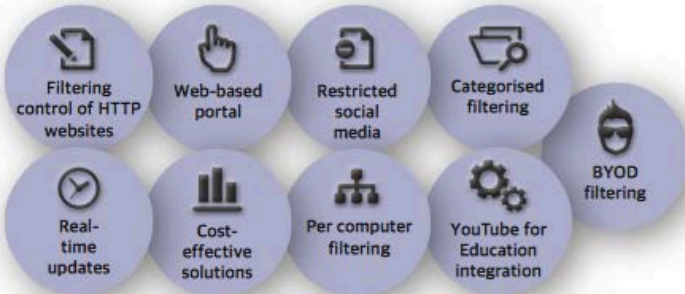 Filtering
control of HTTP
websites
Web-based
portal
Restricted
social
media
Categorised
filtering
BYOD
filtering
Real-
time
updates
Cost-
effective
solutions
Per computer
filtering
YouTube for
Education
integration